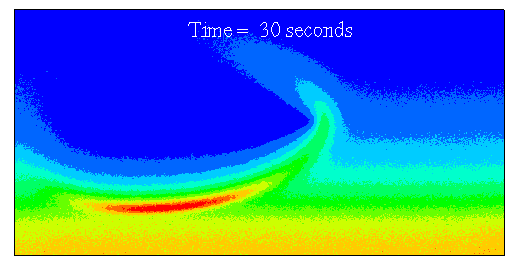 Time = 30 seconds